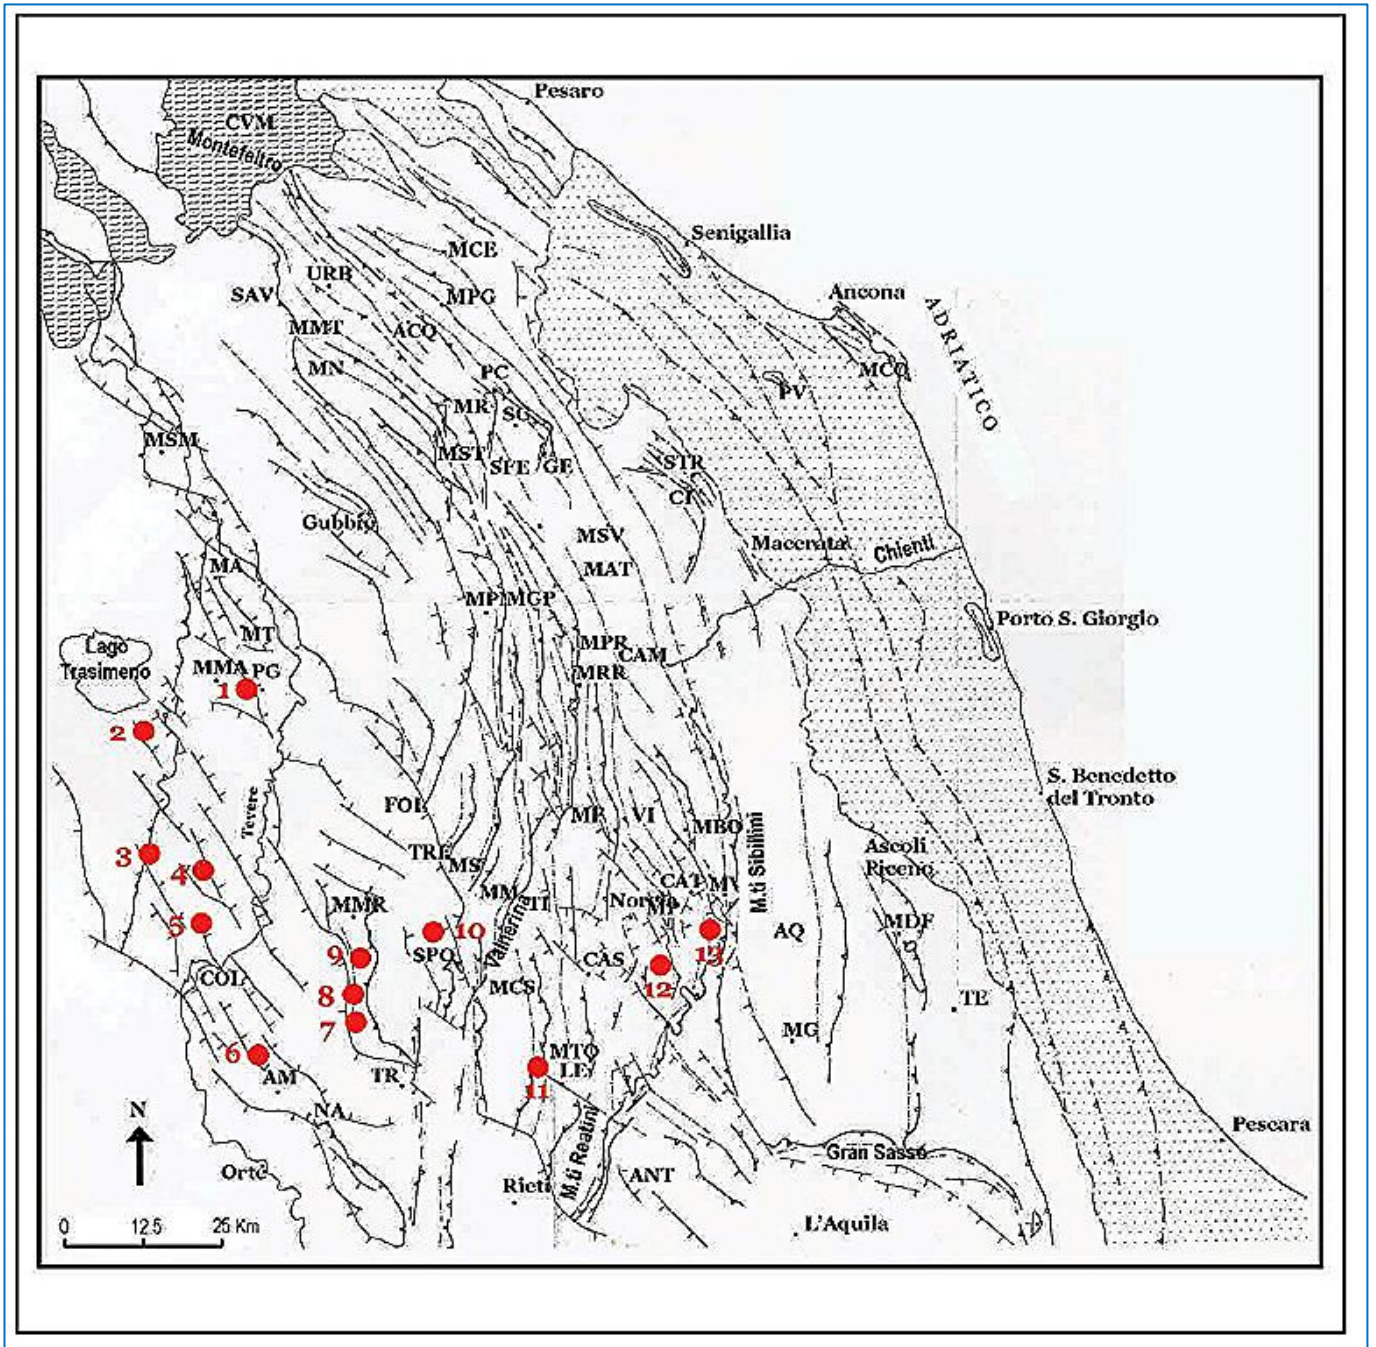 Pesaro
CVM
Montefeltro
Senigallia
MCE
URB
SAV
MPG
Ancona
ADRIATICO
MMT
ACQ
MN
PC
MCO
PV
MR
SC
MSM
MST
SFE
GE
STR
CI
Gubbio
MSV
Macerata
Chienti
MA
MAT
MP
MGP
Porto S. Giorgio
MT
Lago
Trasimeno
MPR
CAM
MMA
PG
MRR
1
2
S. Benedetto
del Tronto
Tevere
FOL
MF
VI
MBO
M.ti Sibillini
3
TRE
MS
Ascoli
Piceno
4
CAT
MV
MM
TI
Norcia
MP
MMR
5
10
AQ
MDF
Valnerina
9
SPO
CAS
13
COL
8
MCS
12
TE
7
MG
6
MTO
LE
AM
TR
11
NA
N
Pescara
Orte
Gran Sasso
M.ti Reatini
Rieti
ANT
0
12.5
25 Km
L'Aquila